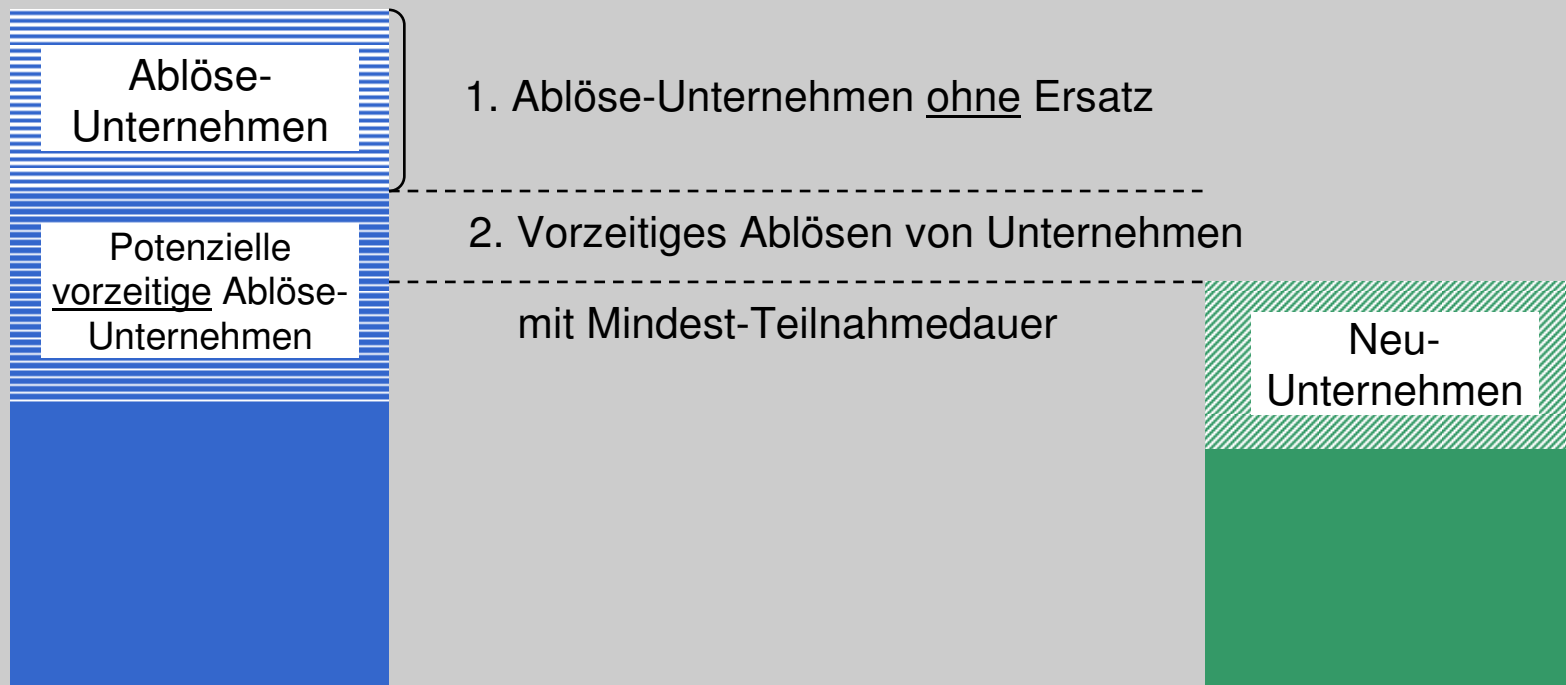 Ablöse-
Unternehmen
1. Ablöse-Unternehmen ohne Ersatz
2. Vorzeitiges Ablösen von Unternehmen
mit Mindest-Teilnahmedauer
Potenzielle
vorzeitige Ablöse-
Unternehmen
Neu-
Unternehmen